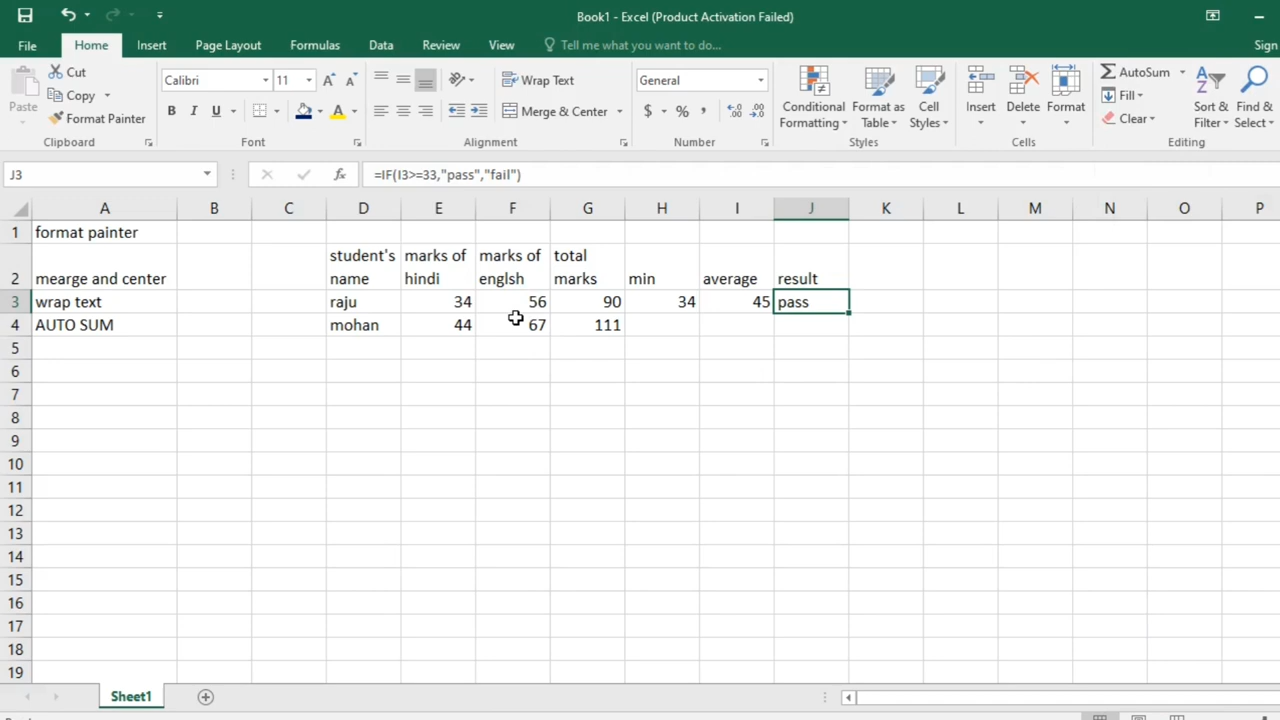 Book1 - Excel (Product Activation Failed)
File Home Insert Page Layout Formulas Data Review View Tell me what you want to do... Sign
Paste Cut Copy Format Painter
Clipboard
Calibri 11 A A
B I U A
Font
Wrap Text
Merge & Center
Alignment
General
$ % ,
Number
Conditional Formatting
Format as Table
Cell Styles
Styles
Insert Delete Format
Cells
AutoSum
Fill
Clear
Sort & Filter
Find & Select
Editing
J3 fx =IF(I3>=33,"pass","fail")
A B C D E F G H I J K L M N O P
1 format painter
2 mearge and center student's name marks of hindi marks of englsh total marks min average result
3 wrap text raju 34 56 90 34 45 pass
4 AUTO SUM mohan 44 67 111
5
6
7
8
9
10
11
12
13
14
15
16
17
18
19
Sheet1